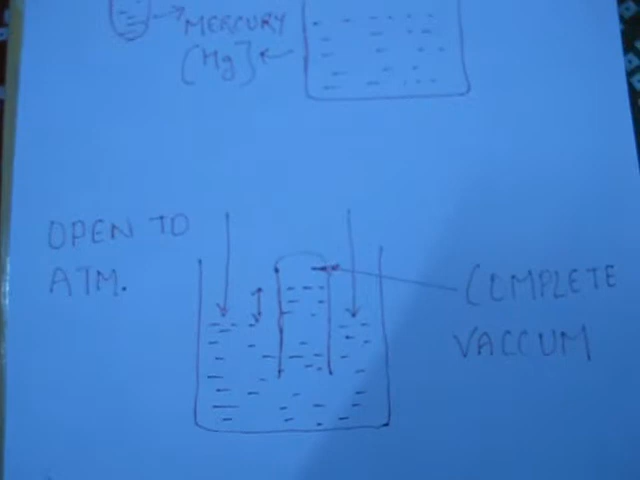 MERCURY
[Hg]
OPEN TO
ATM.
COMPLETE
VACCUM